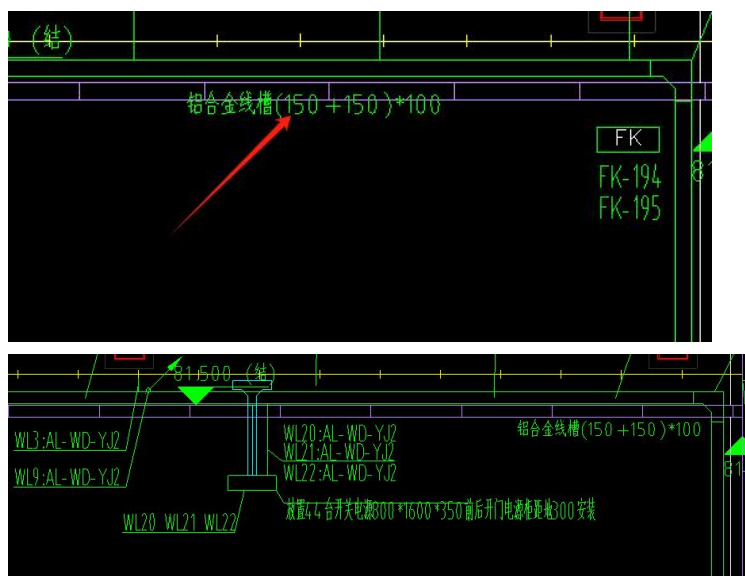 (结)
铝合金线槽(150+150)*100
FK
FK-194
FK-195
81.500 (结)
WL3:AL-WD-YJ2
WL9:AL-WD-YJ2
WL20:AL-WD-YJ2
WL21:AL-WD-YJ2
WL22:AL-WD-YJ2
铝合金线槽(150+150)*100
放置44台开关电源800*1600*350前后开门电源柜距地300安装
WL20 WL21 WL22